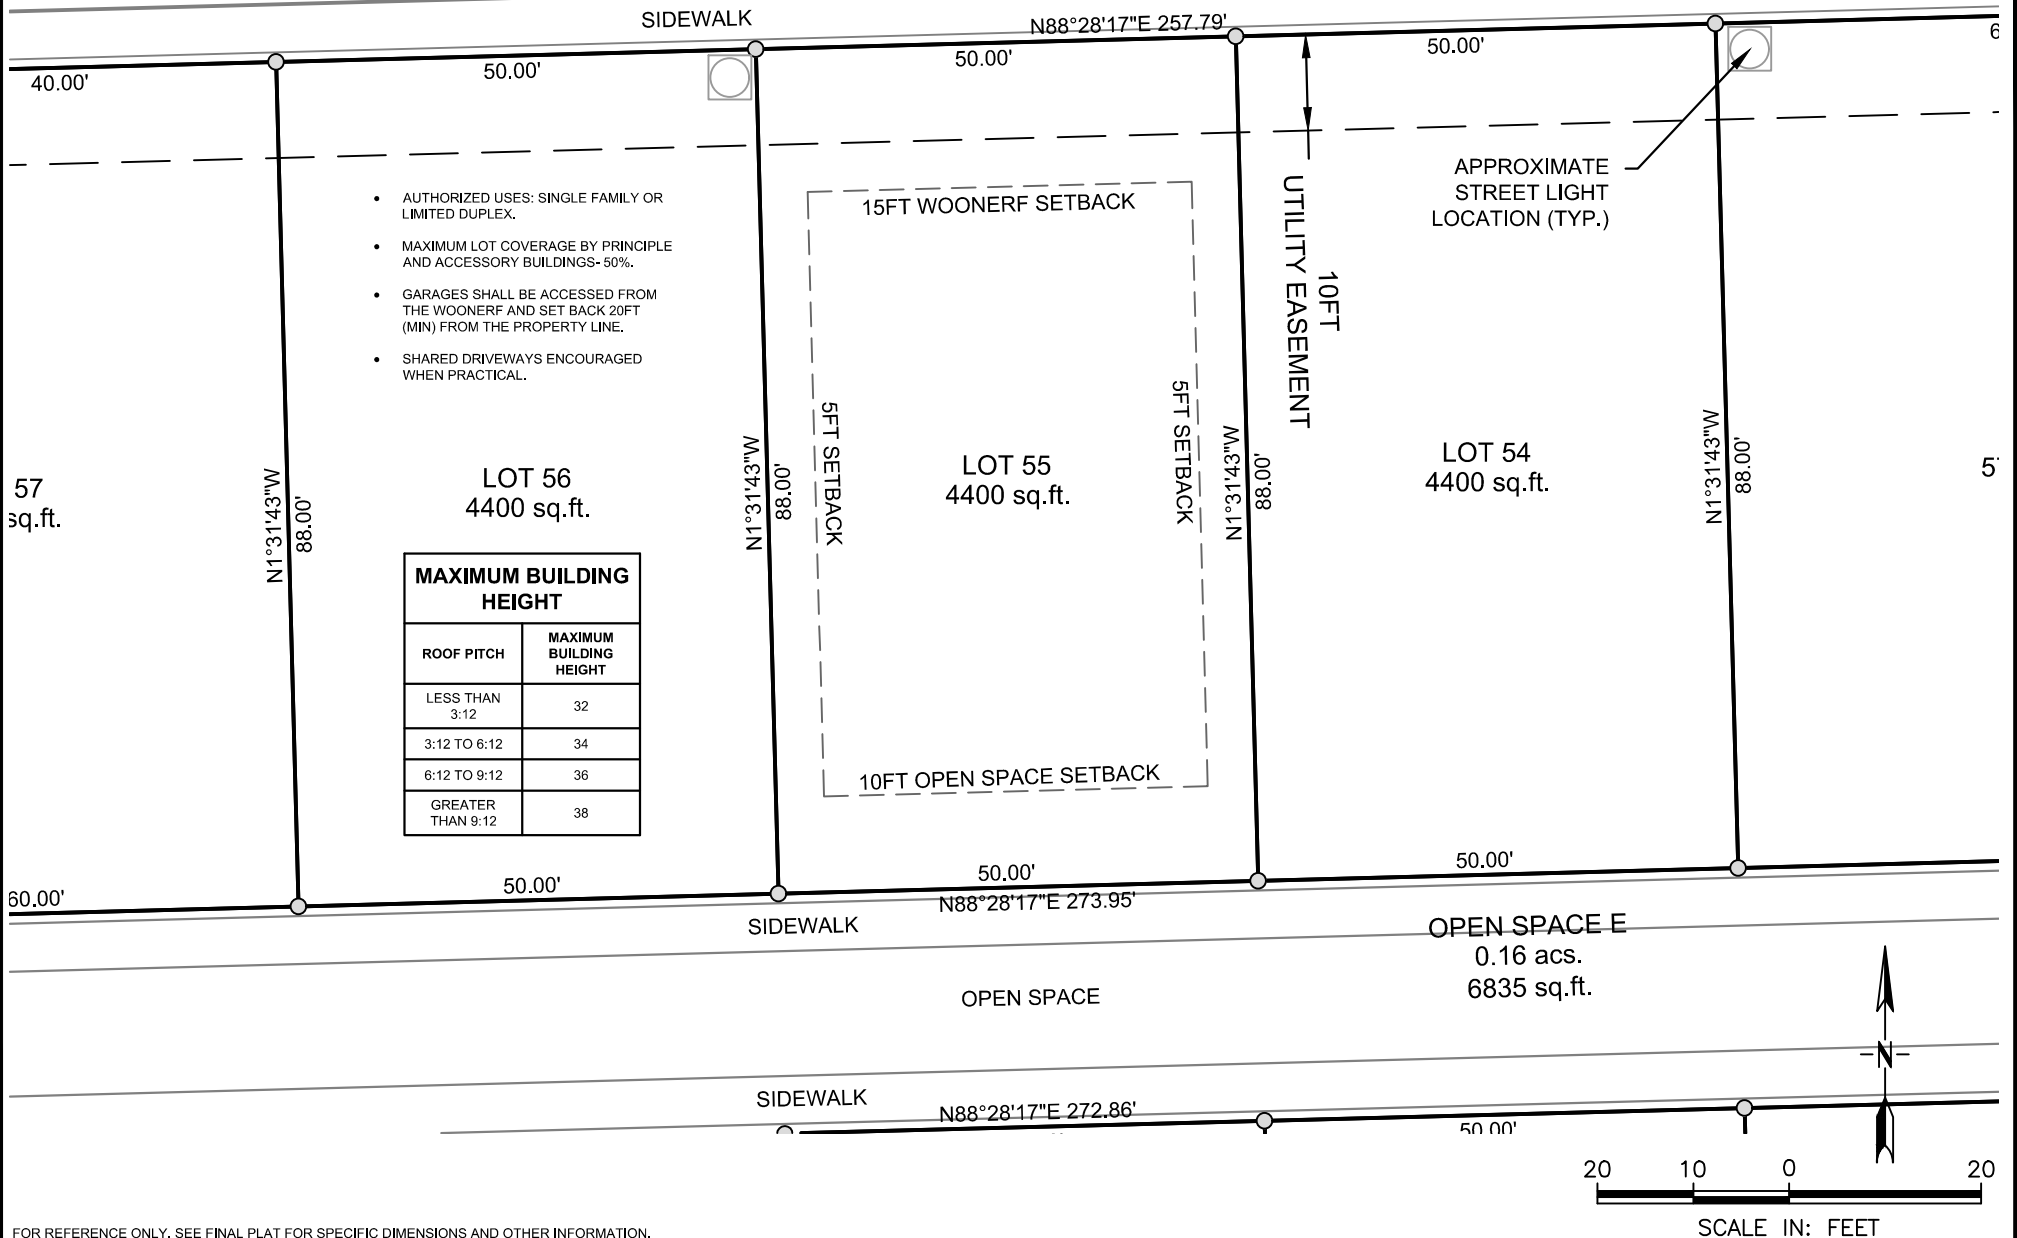 SIDEWALK
N88°28'17"E 257.79'
40.00'
50.00'
50.00'
50.00'
6
APPROXIMATE
STREET LIGHT
LOCATION (TYP.)
10FT
UTILITY EASEMENT
• AUTHORIZED USES: SINGLE FAMILY OR
LIMITED DUPLEX.
• MAXIMUM LOT COVERAGE BY PRINCIPLE
AND ACCESSORY BUILDINGS- 50%.
• GARAGES SHALL BE ACCESSED FROM
THE WOONERF AND SET BACK 20FT
(MIN) FROM THE PROPERTY LINE.
• SHARED DRIVEWAYS ENCOURAGED
WHEN PRACTICAL.
15FT WOONERF SETBACK
5FT SETBACK
5FT SETBACK
10FT OPEN SPACE SETBACK
57
sq.ft.
N1°31'43"W
88.00'
LOT 56
4400 sq.ft.
N1°31'43"W
88.00'
LOT 55
4400 sq.ft.
N1°31'43"W
88.00'
LOT 54
4400 sq.ft.
N1°31'43"W
88.00'
5
MAXIMUM BUILDING
HEIGHT
ROOF PITCH
MAXIMUM
BUILDING
HEIGHT
LESS THAN
3:12
32
3:12 TO 6:12
34
6:12 TO 9:12
36
GREATER
THAN 9:12
38
60.00'
50.00'
50.00'
50.00'
N88°28'17"E 273.95'
SIDEWALK
OPEN SPACE E
0.16 acs.
6835 sq.ft.
OPEN SPACE
N
SIDEWALK
N88°28'17"E 272.86'
50.00'
20 10 0 20
SCALE IN: FEET
FOR REFERENCE ONLY. SEE FINAL PLAT FOR SPECIFIC DIMENSIONS AND OTHER INFORMATION.